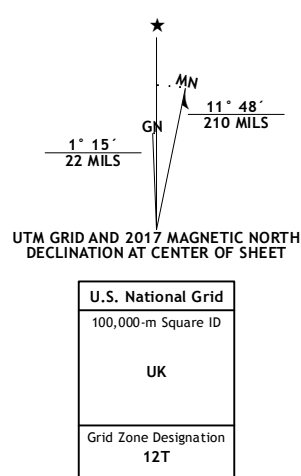 MN
GN
11° 48´
210 MILS
1° 15´
22 MILS
UTM GRID AND 2017 MAGNETIC NORTH
DECLINATION AT CENTER OF SHEET
U.S. National Grid
100,000-m Square ID
UK
Grid Zone Designation
12T